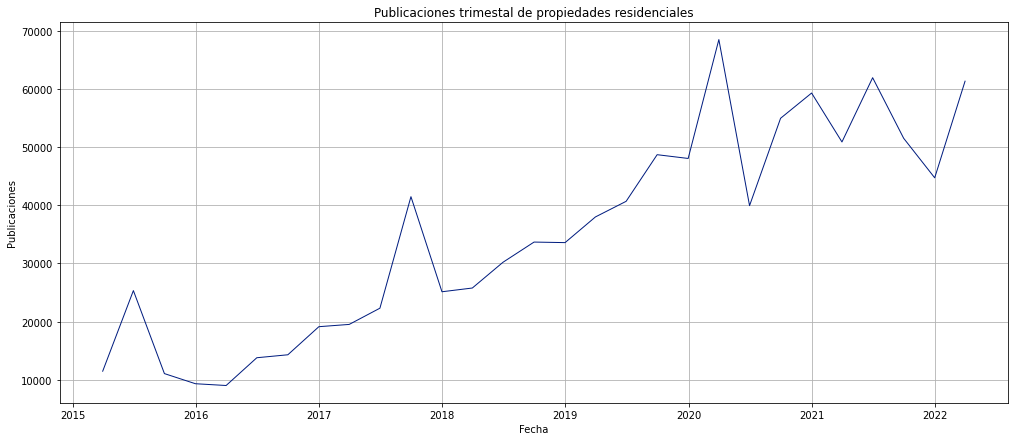 Publicaciones trimestal de propiedades residenciales
70000
60000
50000
40000
30000
20000
10000
Publicaciones
2015 2016 2017 2018 2019 2020 2021 2022
Fecha